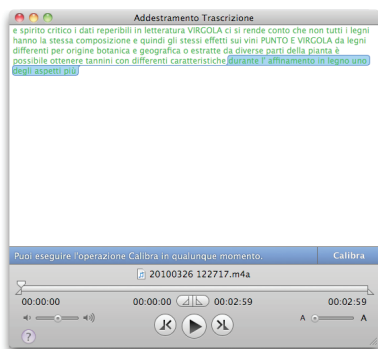 Addestramento Trascrizione
e spirito critico i dati reperibili in letteratura VIRGOLA ci si rende conto che non tutti i legni
hanno la stessa composizione e quindi gli stessi effetti sui vini PUNTO E VIRGOLA da legni
differenti per origine botanica e geografica o estratte da diverse parti della pianta è
possibile ottenere tannini con differenti caratteristiche durante l' affinamento in legno uno
degli aspetti più
Puoi eseguire l'operazione Calibra in qualunque momento. Calibra
20100326 122717.m4a
00:00:00 00:00:00 00:02:59 00:02:59
A A
?